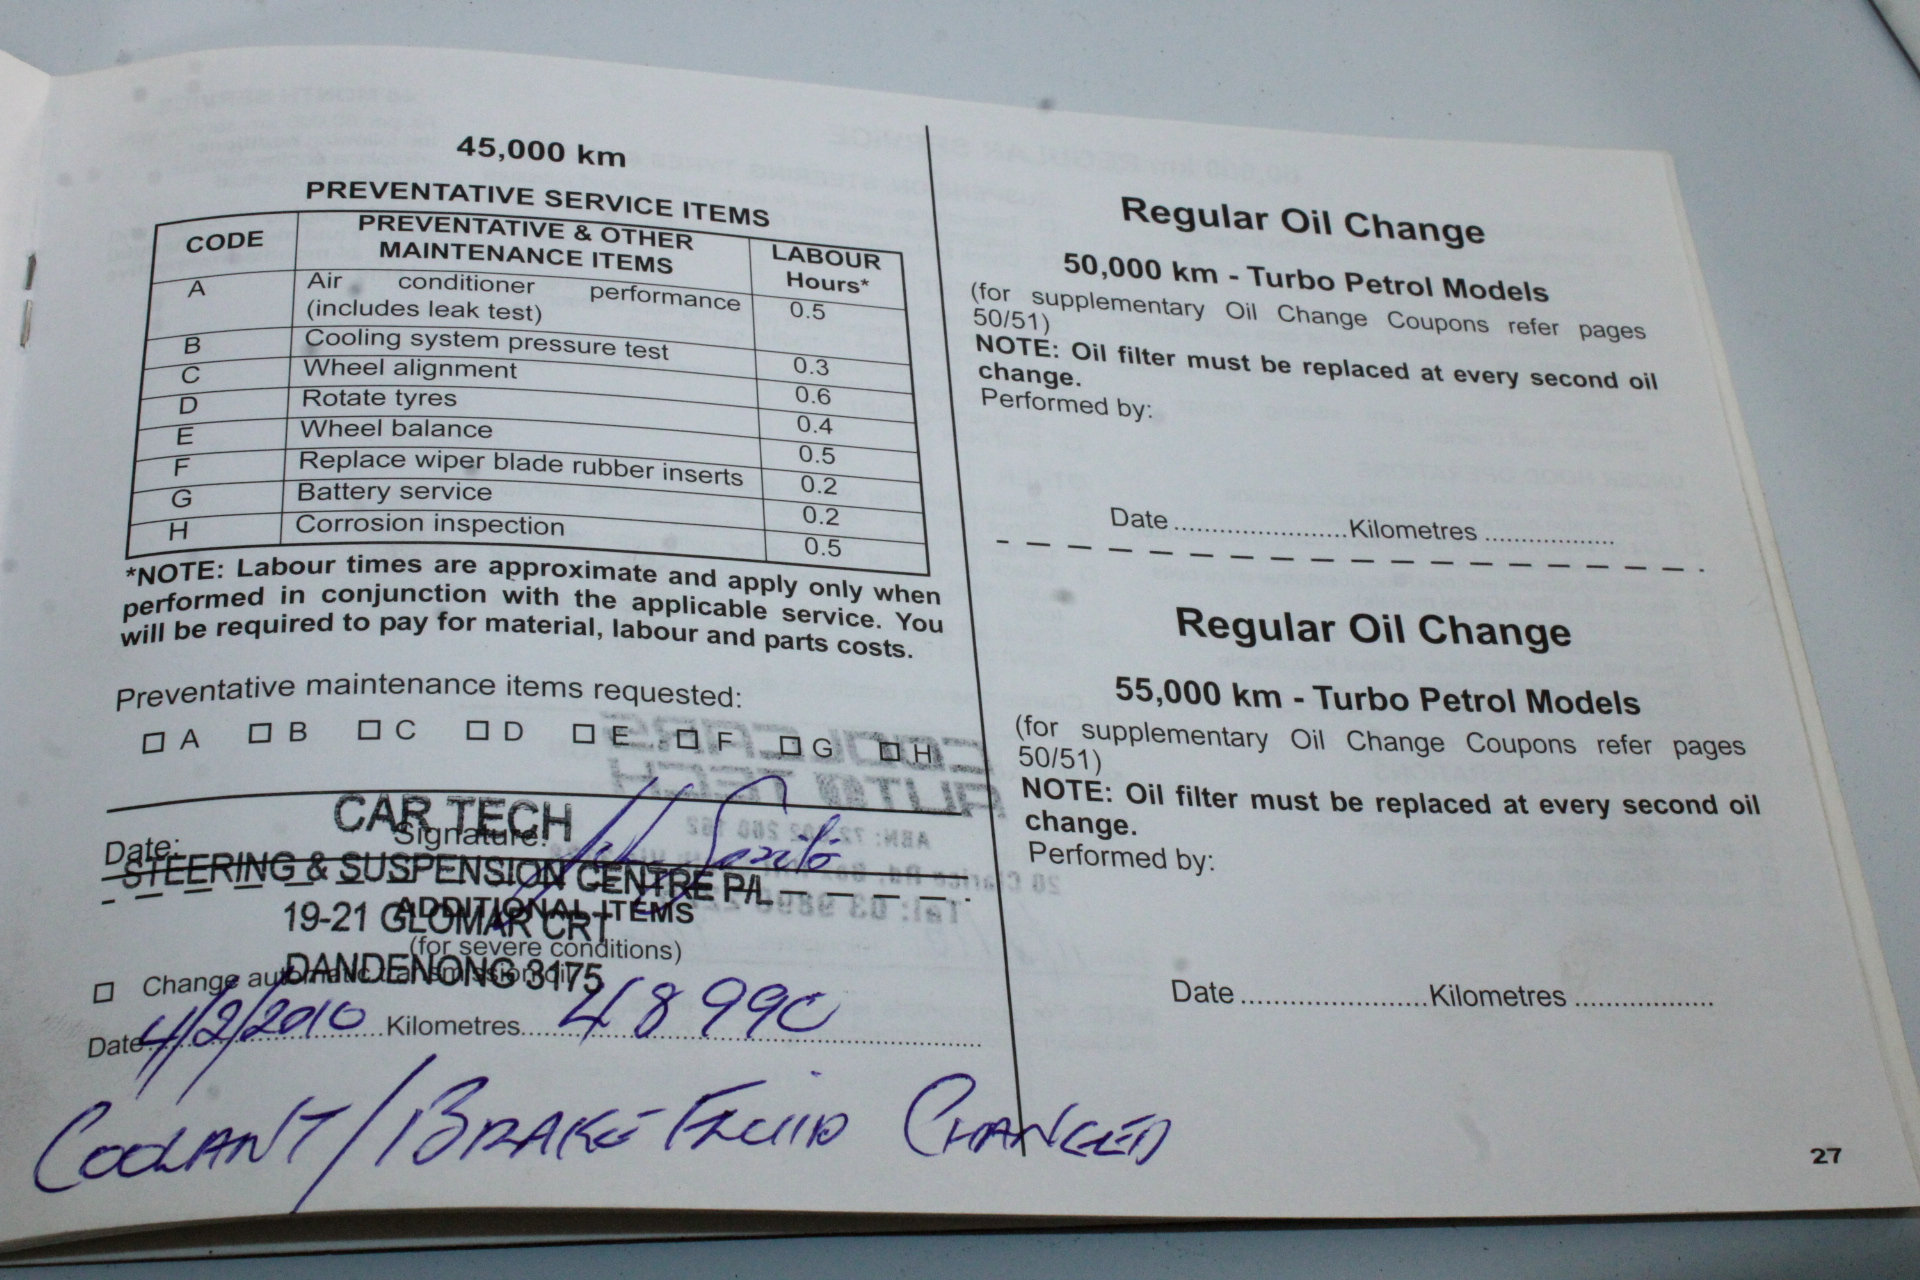 45,000 km
PREVENTATIVE SERVICE ITEMS
CODE PREVENTATIVE & OTHER MAINTENANCE ITEMS LABOUR Hours*
A Air conditioner performance (includes leak test) 0.5
B Cooling system pressure test 0.3
C Wheel alignment 0.6
D Rotate tyres 0.4
E Wheel balance 0.5
F Replace wiper blade rubber inserts 0.2
G Battery service 0.2
H Corrosion inspection 0.5
*NOTE: Labour times are approximate and apply only when
performed in conjunction with the applicable service. You
will be required to pay for material, labour and parts costs.
Preventative maintenance items requested:
A B C D E F G H
CAR TECH
Date: Signature:
STEERING & SUSPENSION CENTRE P/L
ADDITIONAL ITEMS
19-21 GLOMAR CRT
(for severe conditions)
DANDENONG 3175
Change automatic transmission oil
Date 4/2/2010 Kilometres 48990
COOLANT/BRAKE FLUID CHANGED
Regular Oil Change
50,000 km - Turbo Petrol Models
(for supplementary Oil Change Coupons refer pages
50/51)
NOTE: Oil filter must be replaced at every second oil
change.
Performed by:
Date ........................ Kilometres ..................
Regular Oil Change
55,000 km - Turbo Petrol Models
(for supplementary Oil Change Coupons refer pages
50/51)
NOTE: Oil filter must be replaced at every second oil
change.
Performed by:
Date ........................ Kilometres ..................
27